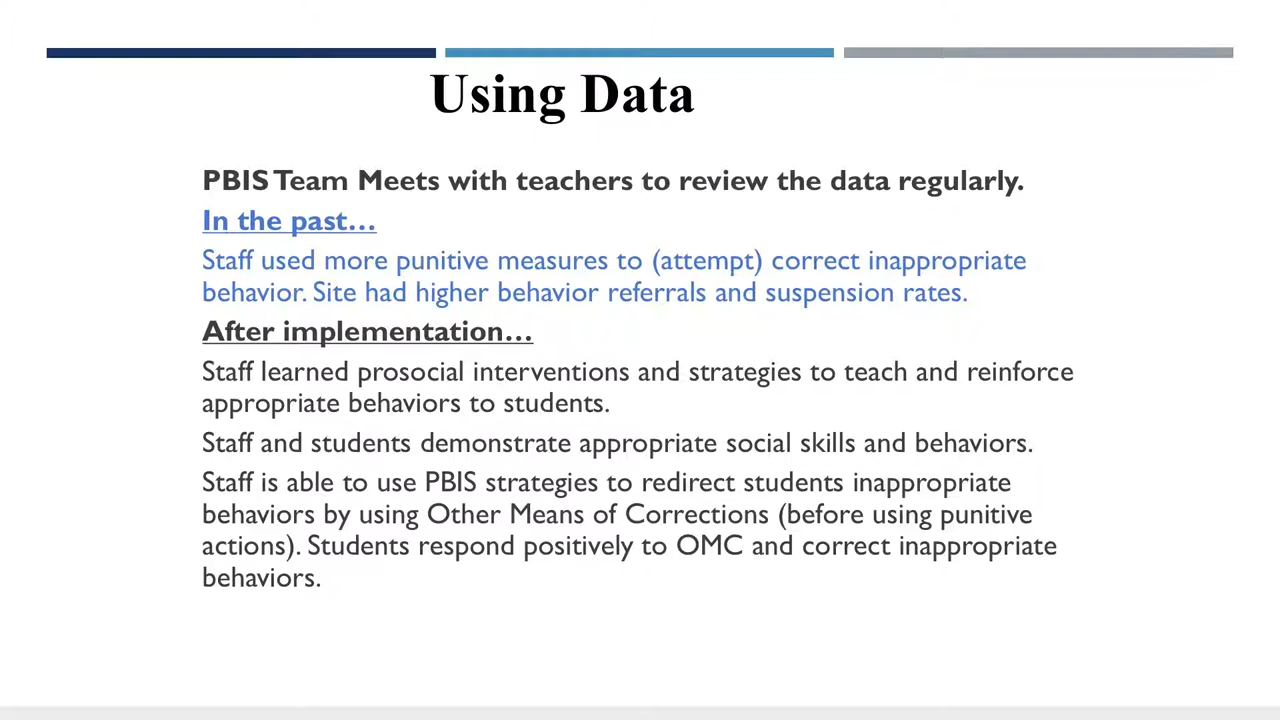 Using Data
PBIS Team Meets with teachers to review the data regularly.
In the past…
Staff used more punitive measures to (attempt) correct inappropriate
behavior. Site had higher behavior referrals and suspension rates.
After implementation…
Staff learned prosocial interventions and strategies to teach and reinforce
appropriate behaviors to students.
Staff and students demonstrate appropriate social skills and behaviors.
Staff is able to use PBIS strategies to redirect students inappropriate
behaviors by using Other Means of Corrections (before using punitive
actions). Students respond positively to OMC and correct inappropriate
behaviors.